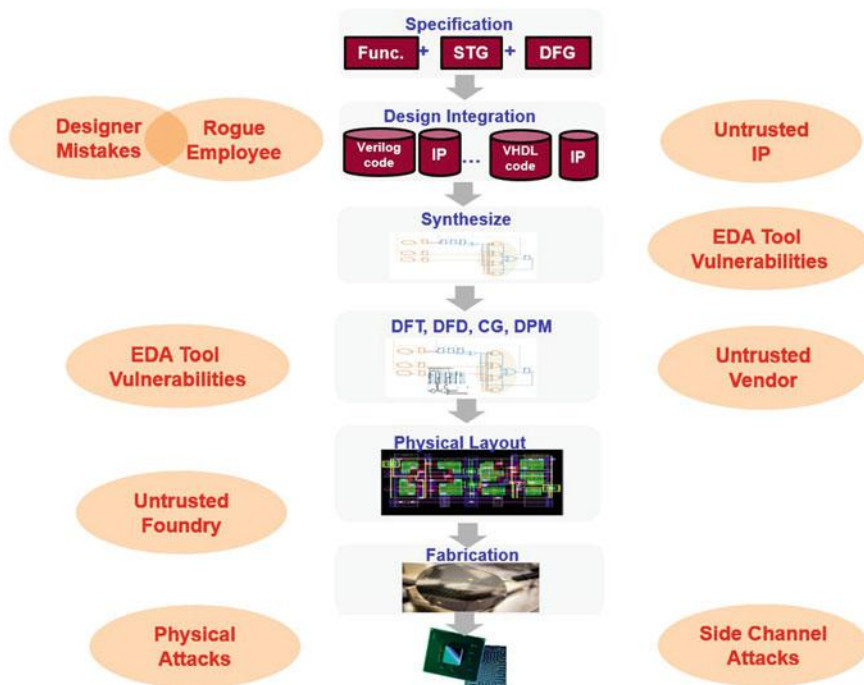 Specification
Func. + STG + DFG
Design Integration
Designer
Mistakes
Rogue
Employee
Verilog
code
IP
...
VHDL
code
IP
Untrusted
IP
Synthesize
EDA Tool
Vulnerabilities
DFT, DFD, CG, DPM
EDA Tool
Vulnerabilities
Untrusted
Vendor
Physical Layout
Untrusted
Foundry
Fabrication
Physical
Attacks
Side Channel
Attacks